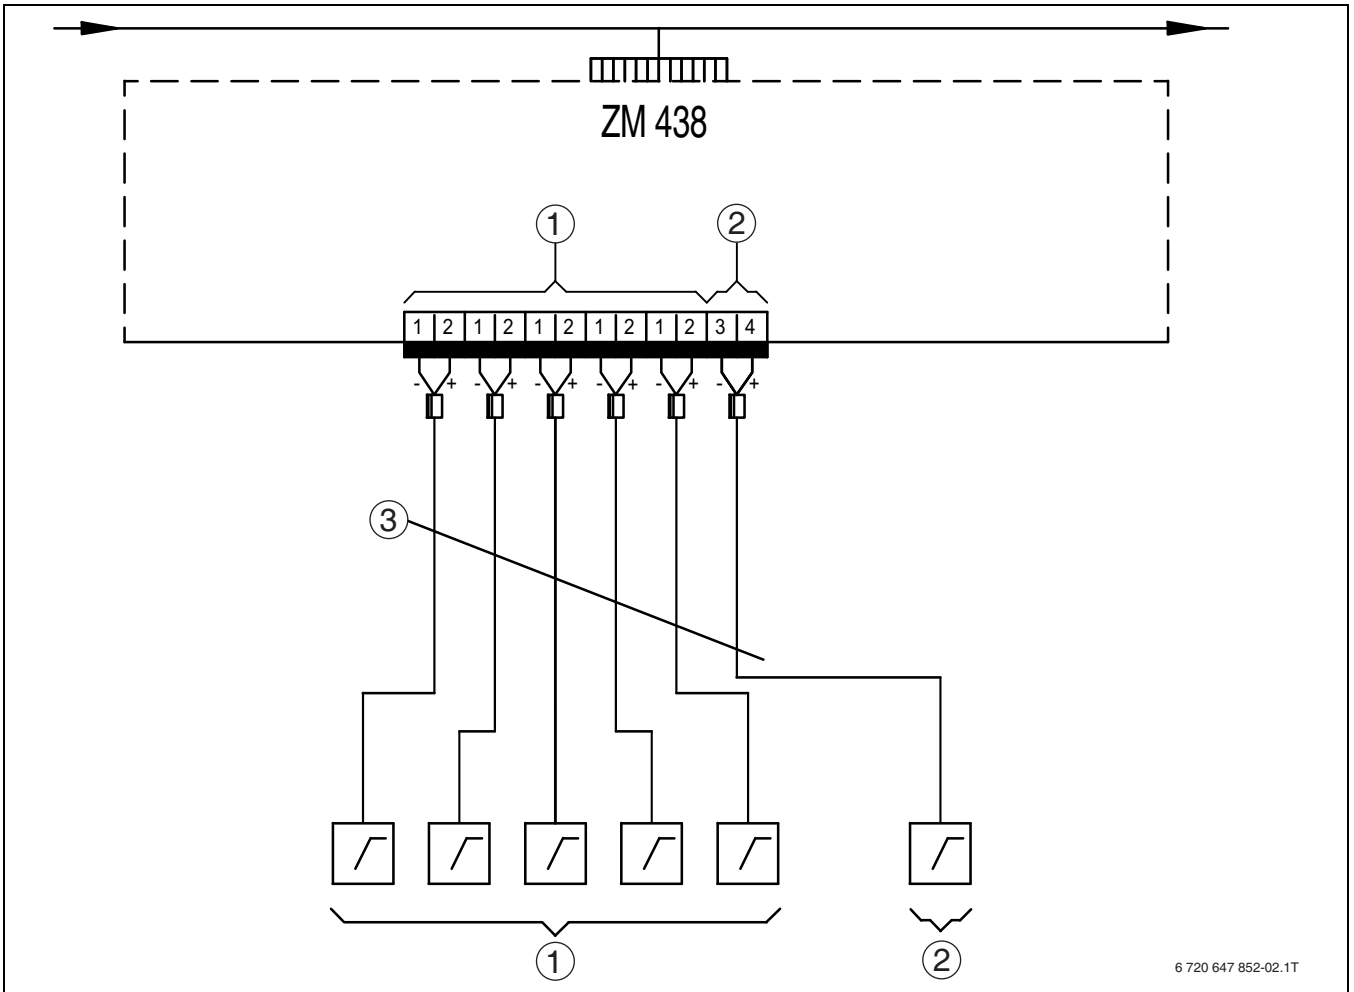 ZM 438
1 2
1 2 1 2 1 2 1 2 1 2 3 4
- + - + - + - + - + - +
3
1 2
6 720 647 852-02.1T